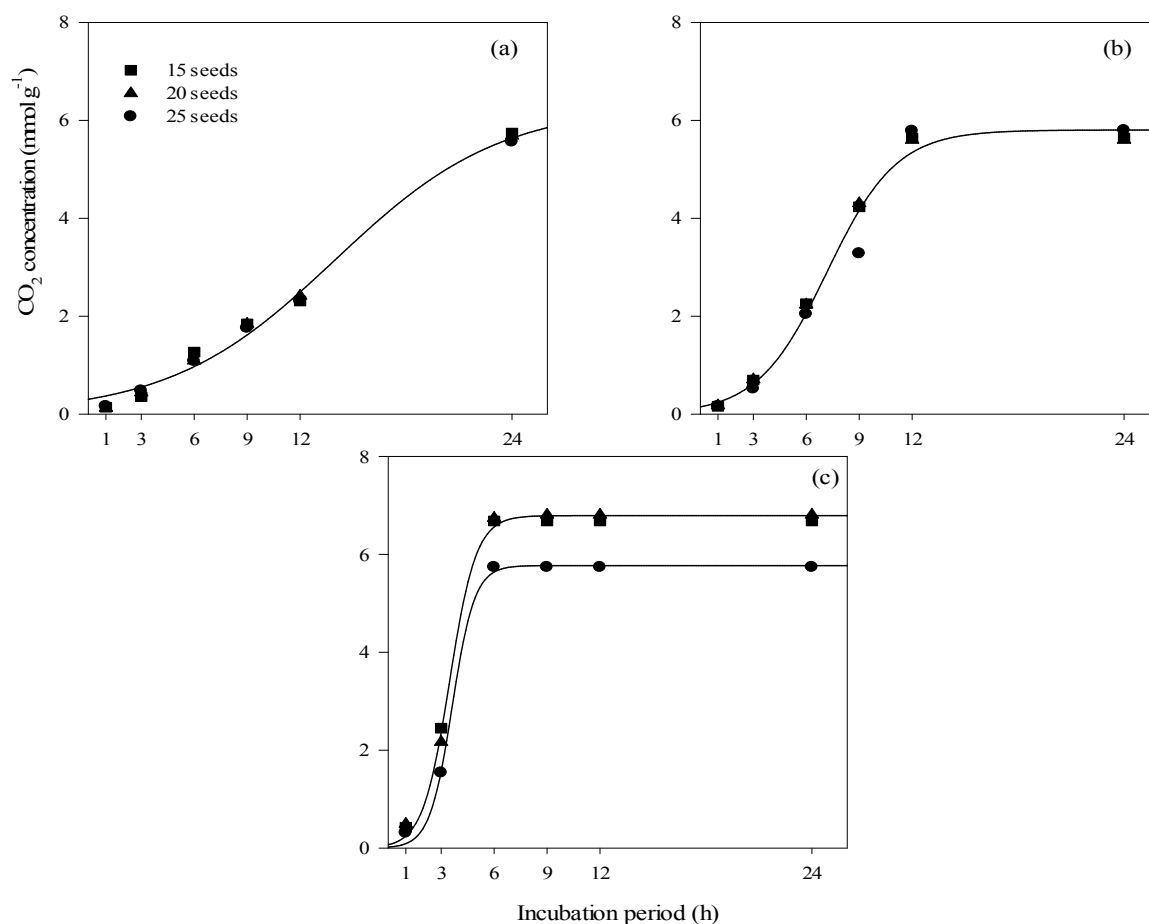 8
6
4
2
0
(a)
15 seeds
20 seeds
25 seeds
1 3 6 9 12 24
8
6
4
2
0
(b)
1 3 6 9 12 24
CO₂ concentration (mmol g⁻¹)
8
6
4
2
0
(c)
1 3 6 9 12 24
Incubation period (h)